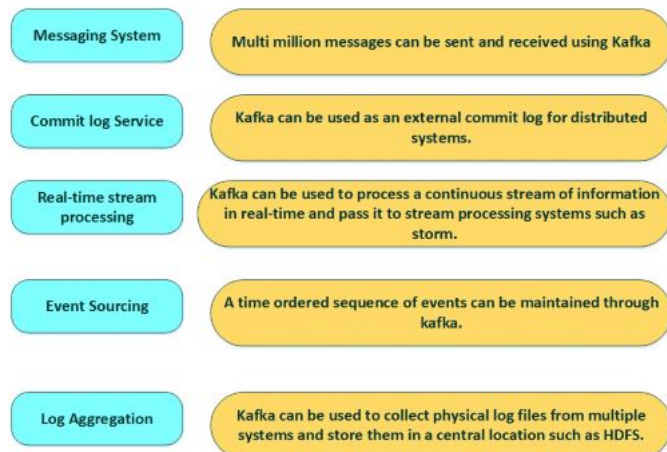 Messaging System
Multi million messages can be sent and received using Kafka
Commit log Service
Kafka can be used as an external commit log for distributed
systems.
Real-time stream
processing
Kafka can be used to process a continuous stream of information
in real-time and pass it to stream processing systems such as
storm.
Event Sourcing
A time ordered sequence of events can be maintained through
kafka.
Log Aggregation
Kafka can be used to collect physical log files from multiple
systems and store them in a central location such as HDFS.